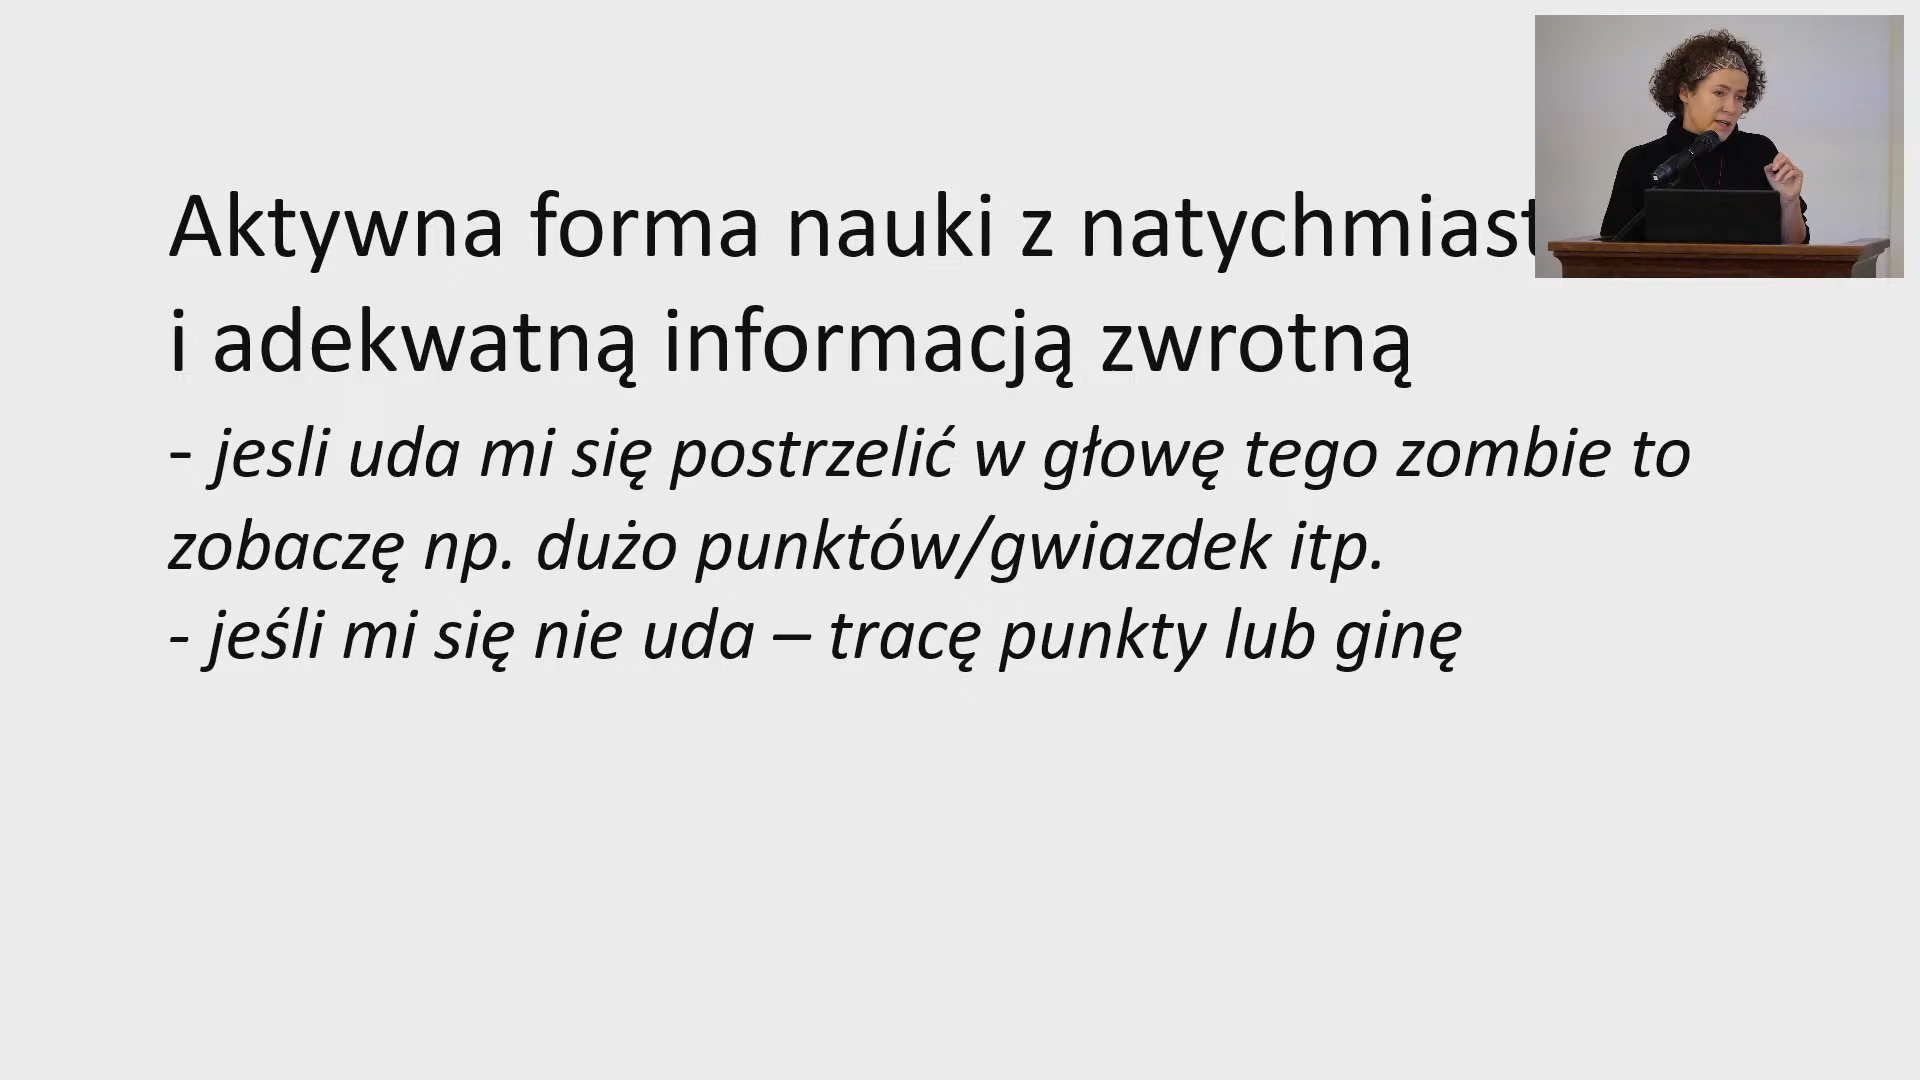 Aktywna forma nauki z
i adekwatną informacją zwrotną
- jesli uda mi się postrzelić w głowę tego zombie to
zobaczę np. dużo punktów/gwiazdek itp.
- jeśli mi się nie uda – tracę punkty lub ginę